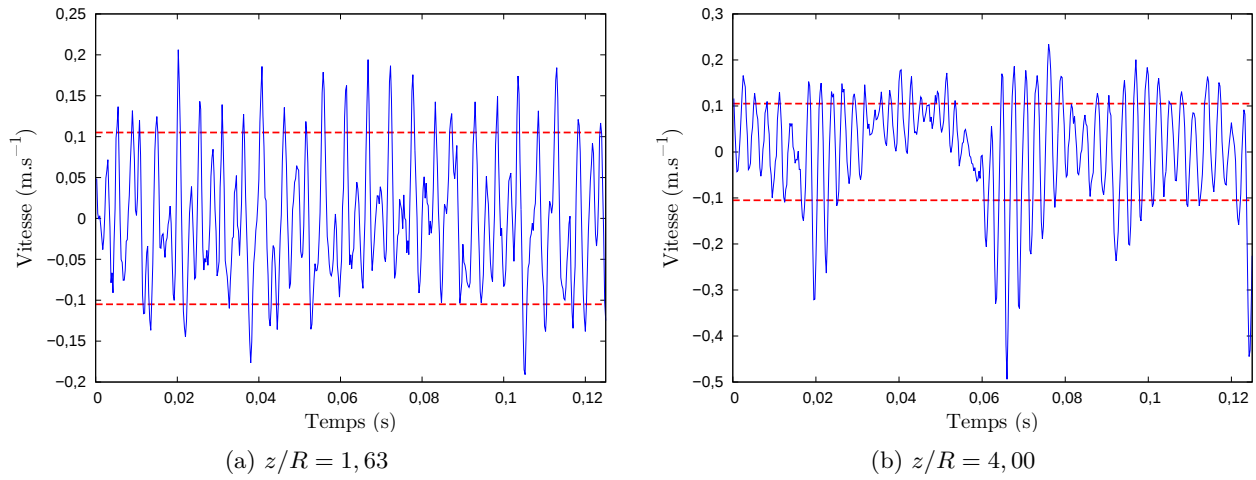 0,25
0,2
0,15
0,1
0,05
0
−0,05
−0,1
−0,15
−0,2
Vitesse (m.s⁻¹)
0 0,02 0,04 0,06 0,08 0,1 0,12
Temps (s)
(a) z/R = 1, 63
0,3
0,2
0,1
0
−0,1
−0,2
−0,3
−0,4
−0,5
Vitesse (m.s⁻¹)
0 0,02 0,04 0,06 0,08 0,1 0,12
Temps (s)
(b) z/R = 4, 00